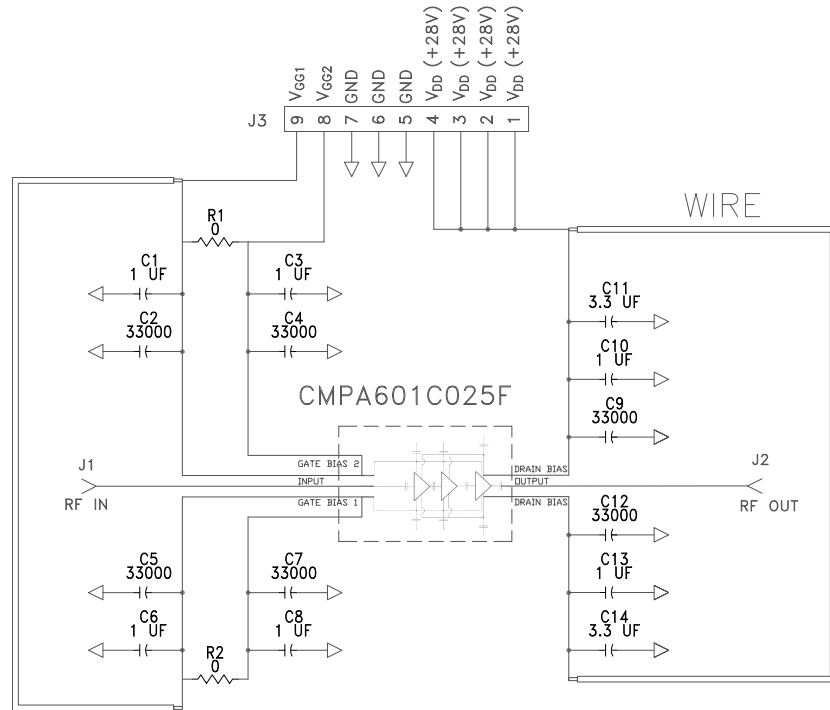 VGG1
VGG2
GND
GND
GND
VDD (+28V)
VDD (+28V)
VDD (+28V)
VDD (+28V)
J3
9
8
7
6
5
4
3
2
1
WIRE
R1
0
C1
1 UF
C3
1 UF
C2
33000
C4
33000
C11
3.3 UF
C10
1 UF
C9
33000
CMPA601C025F
GATE BIAS 2
DRAIN BIAS
J1
INPUT
OUTPUT
J2
RF IN
GATE BIAS 1
DRAIN BIAS
RF OUT
C12
33000
C5
33000
C7
33000
C13
1 UF
C6
1 UF
C8
1 UF
C14
3.3 UF
R2
0